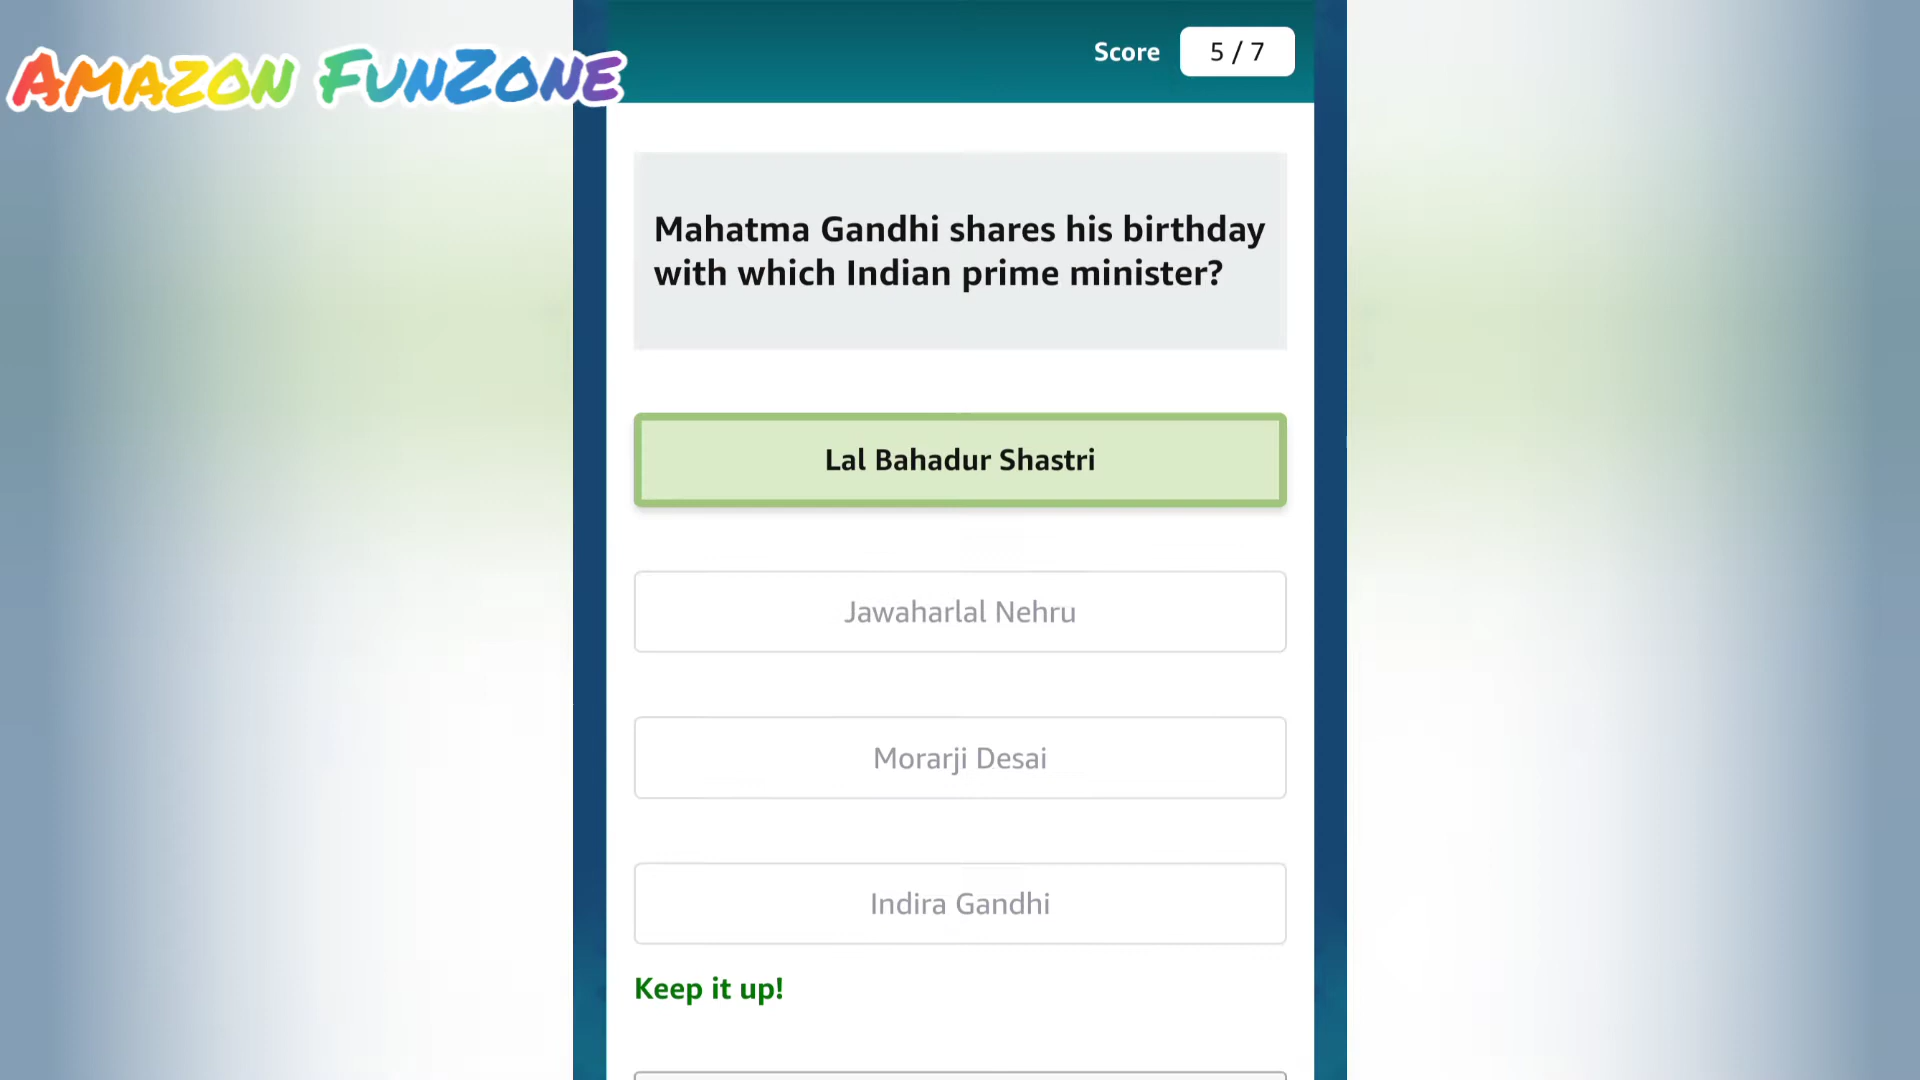 Amazon FunZone
Score 5 / 7
Mahatma Gandhi shares his birthday
with which Indian prime minister?
Lal Bahadur Shastri
Jawaharlal Nehru
Morarji Desai
Indira Gandhi
Keep it up!